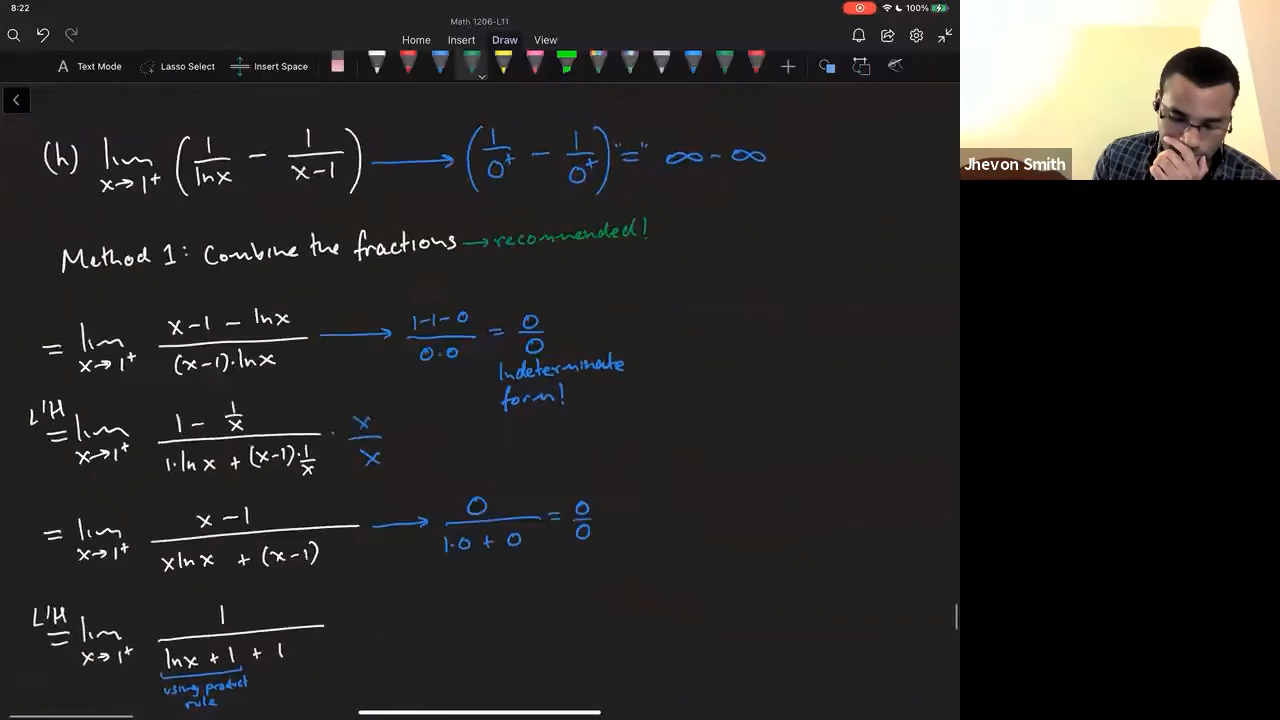 8:22
100%
Math 1206-L11
Home Insert Draw View
Text Mode Lasso Select Insert Space
Jhevon Smith
(h) lim x→1⁺ (1/lnx − 1/(x−1)) → (1/0⁺ − 1/0⁺) "=" ∞ − ∞
Method 1: Combine the fractions → recommended!
= lim x→1⁺ (x−1 − lnx)/((x−1)·lnx) → (1−1−0)/(0·0) = 0/0
Indeterminate
form!
L'H
= lim x→1⁺ (1 − 1/x)/(1·lnx + (x−1)·1/x) · x/x
= lim x→1⁺ (x−1)/(xlnx + (x−1)) → 0/(1·0 + 0) = 0/0
L'H
= lim x→1⁺ 1/(lnx + 1 + 1)
using product
rule